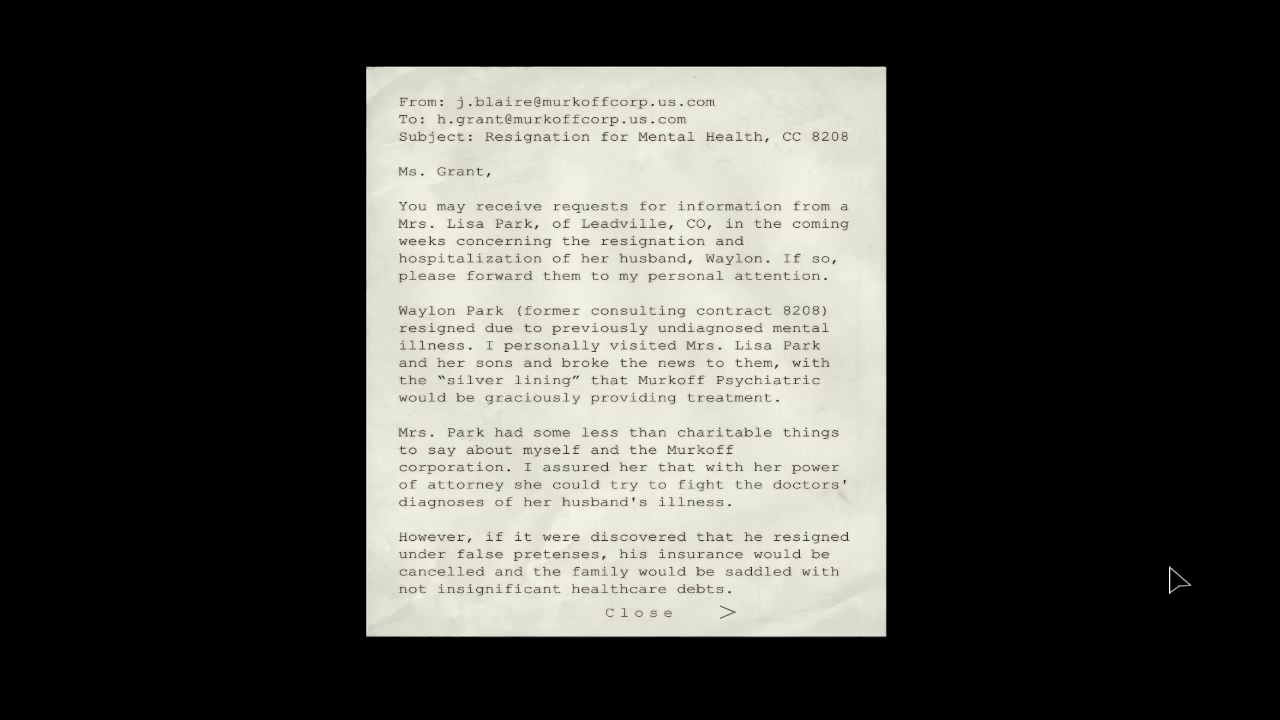 From: j.blaire@murkoffcorp.us.com
To: h.grant@murkoffcorp.us.com
Subject: Resignation for Mental Health, CC 8208
Ms. Grant,
You may receive requests for information from a
Mrs. Lisa Park, of Leadville, CO, in the coming
weeks concerning the resignation and
hospitalization of her husband, Waylon. If so,
please forward them to my personal attention.
Waylon Park (former consulting contract 8208)
resigned due to previously undiagnosed mental
illness. I personally visited Mrs. Lisa Park
and her sons and broke the news to them, with
the “silver lining” that Murkoff Psychiatric
would be graciously providing treatment.
Mrs. Park had some less than charitable things
to say about myself and the Murkoff
corporation. I assured her that with her power
of attorney she could try to fight the doctors'
diagnoses of her husband's illness.
However, if it were discovered that he resigned
under false pretenses, his insurance would be
cancelled and the family would be saddled with
not insignificant healthcare debts.
Close >